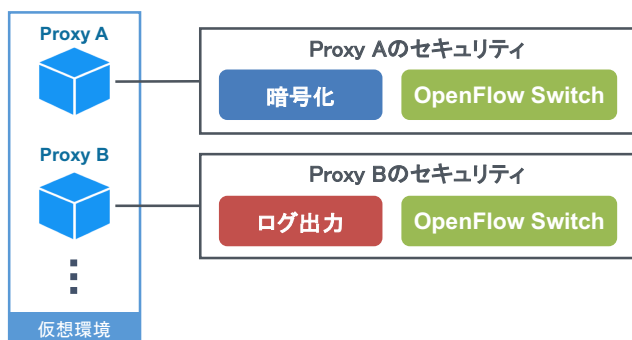 Proxy A
Proxy Aのセキュリティ
暗号化
OpenFlow Switch
Proxy B
Proxy Bのセキュリティ
ログ出力
OpenFlow Switch
仮想環境